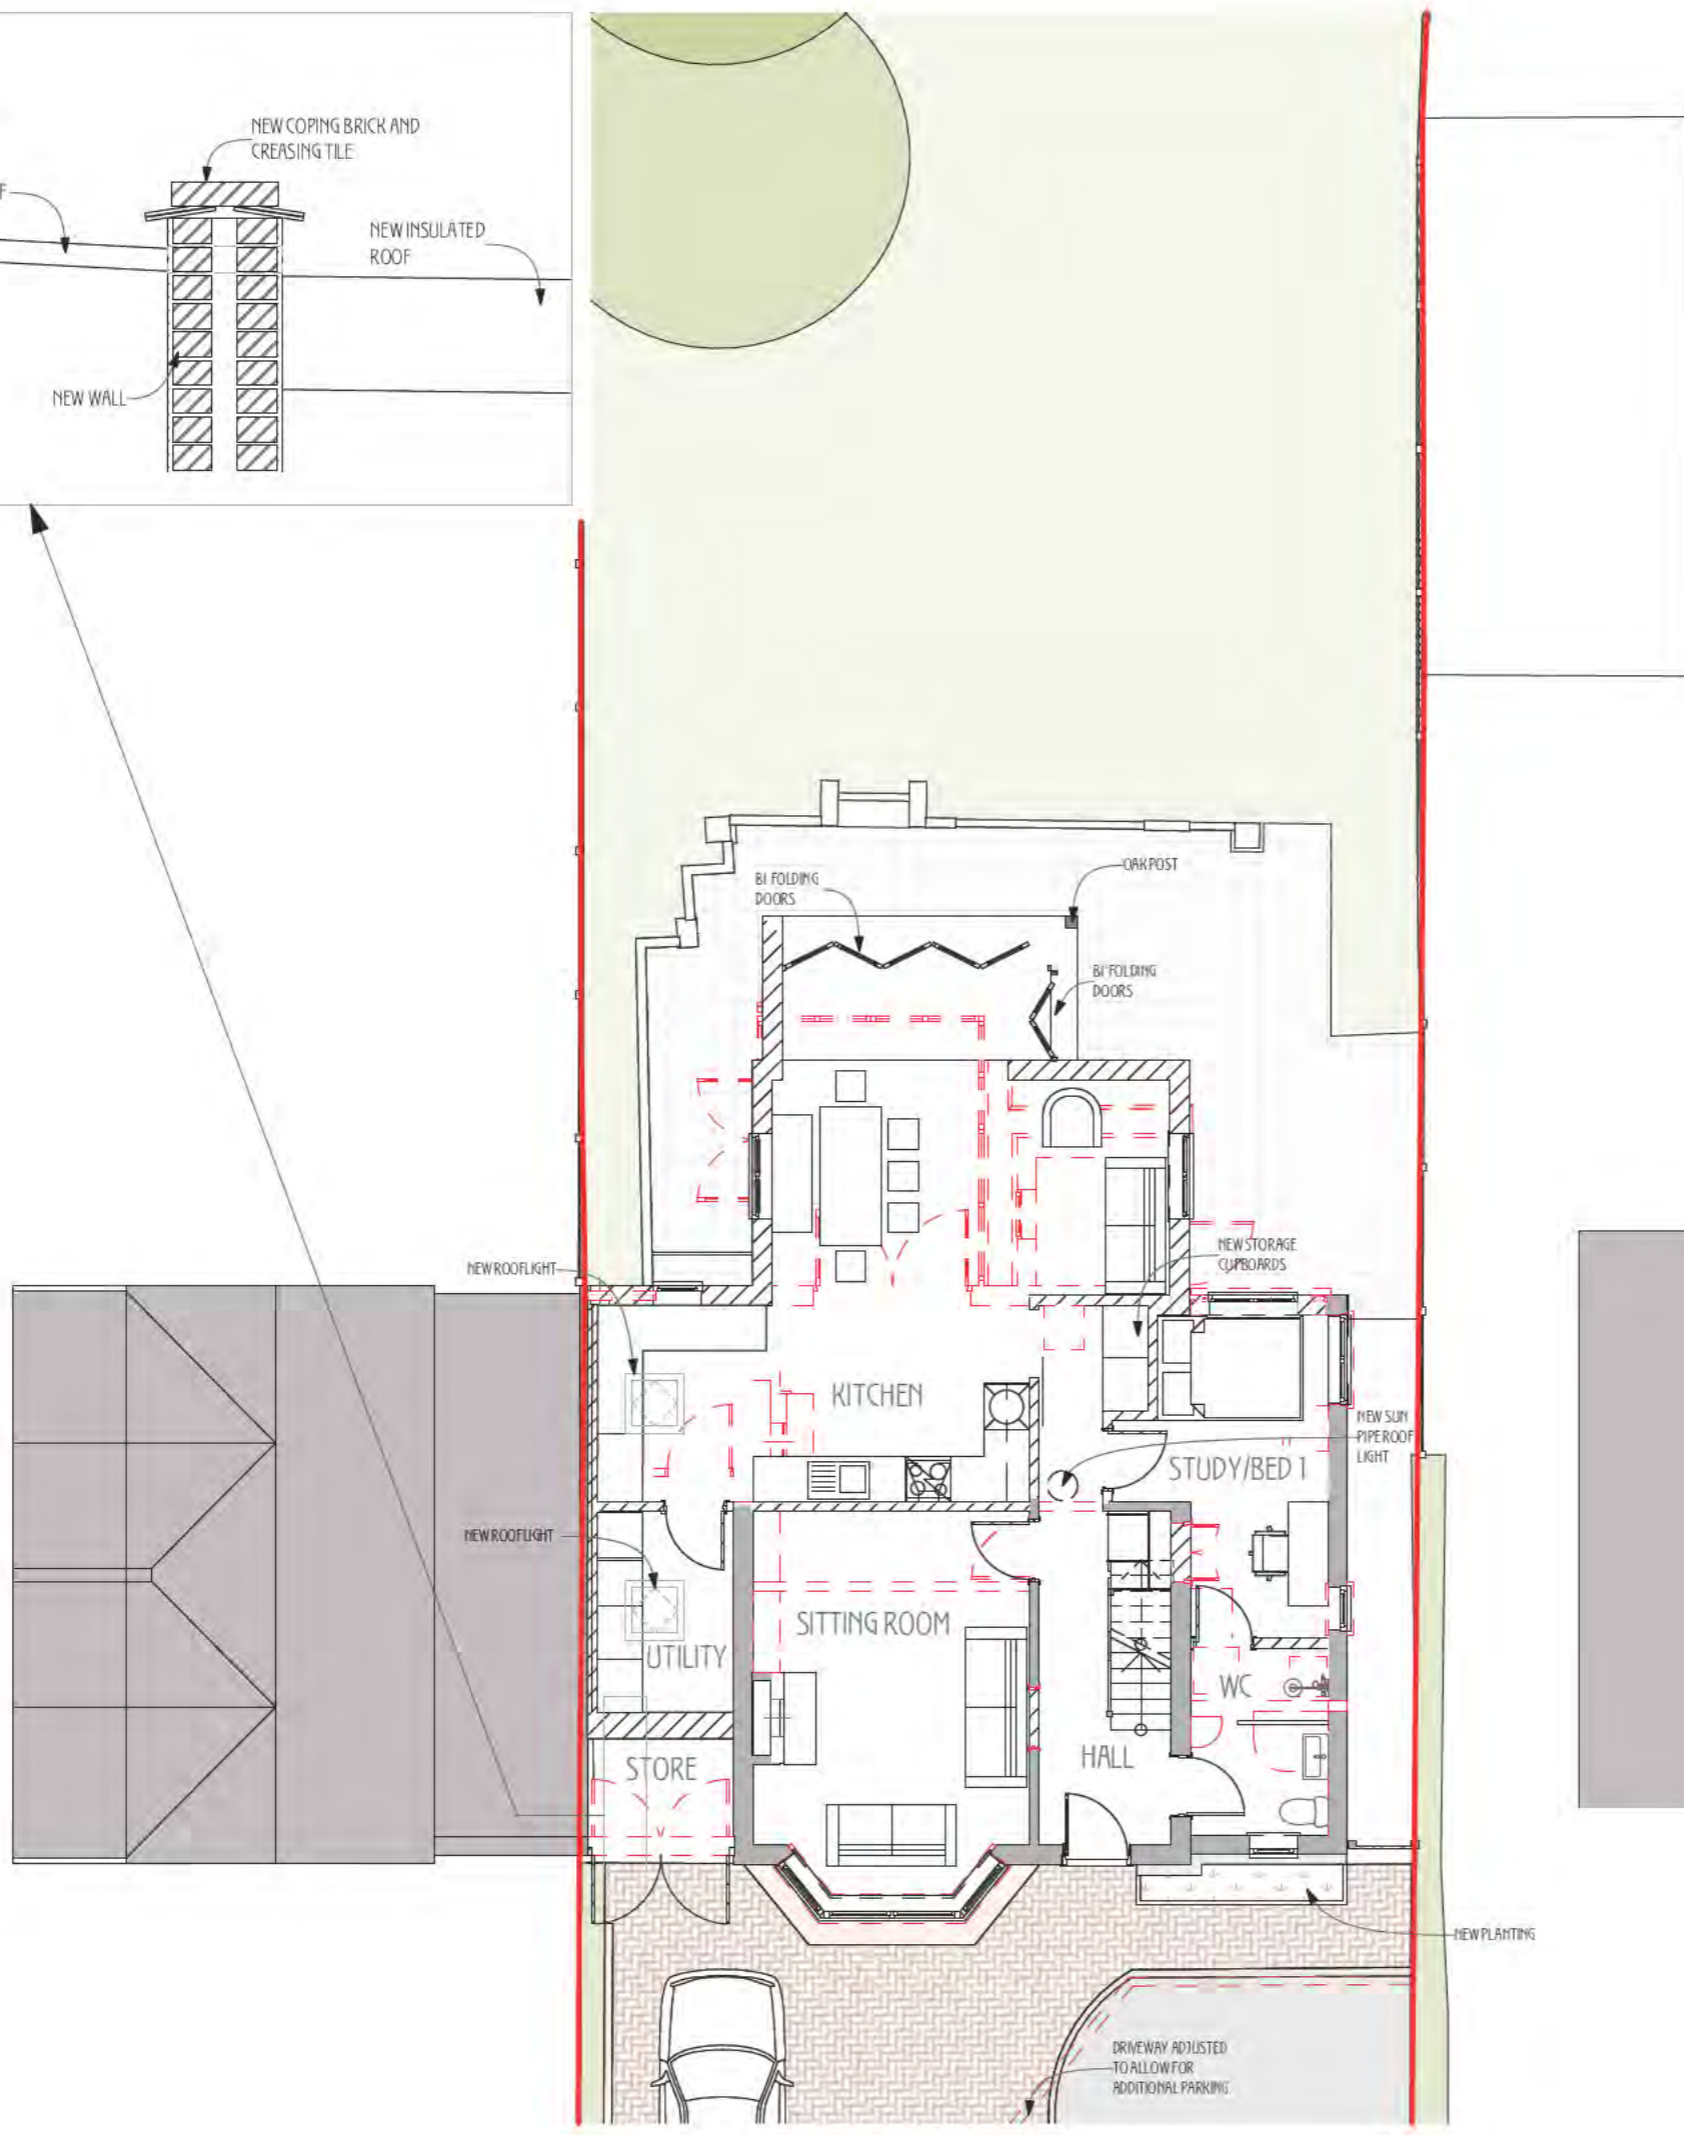 NEW COPING BRICK AND
CREASING TILE
F
NEW INSULATED
ROOF
NEW WALL
OAK POST
BI FOLDING
DOORS
BI FOLDING
DOORS
NEW STORAGE
CUPBOARDS
NEW ROOFLIGHT
KITCHEN
NEW SUN
PIPE ROOF
LIGHT
STUDY/BED 1
NEW ROOFLIGHT
SITTING ROOM
UTILITY
WC
HALL
STORE
NEW PLANTING
DRIVEWAY ADJUSTED
TO ALLOW FOR
ADDITIONAL PARKING